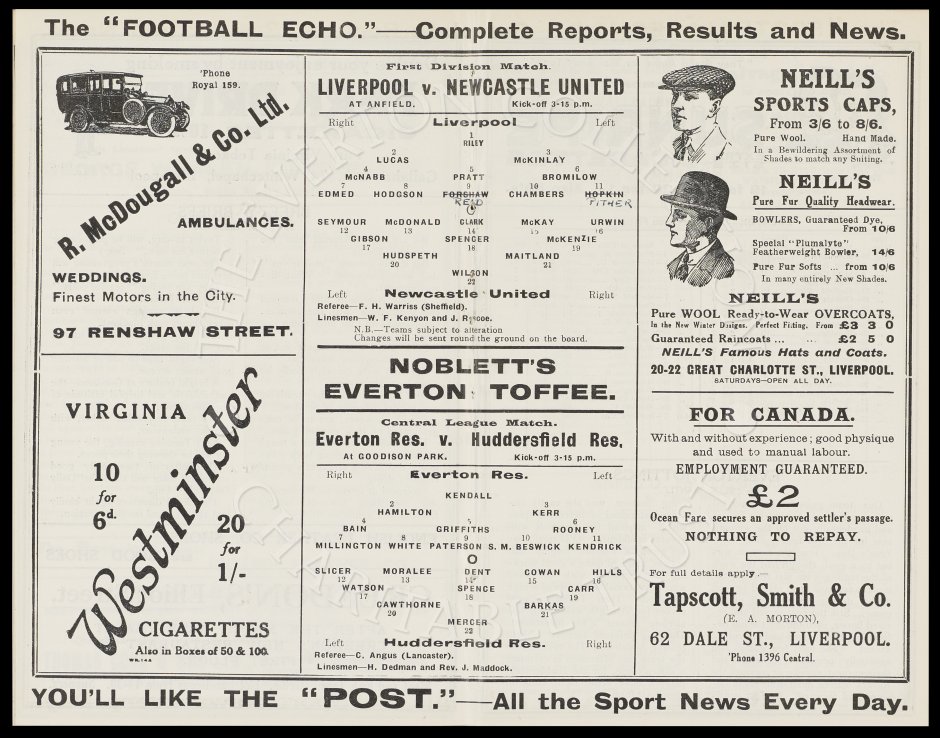 The "FOOTBALL ECHO."—Complete Reports, Results and News.
'Phone
Royal 159.
R. McDougall & Co. Ltd.
AMBULANCES.
WEDDINGS.
Finest Motors in the City.
97 RENSHAW STREET.
VIRGINIA
10
for
6d.
Westminster
20
for
1/-
CIGARETTES
Also in Boxes of 50 & 100.
First Division Match.
LIVERPOOL v. NEWCASTLE UNITED
AT ANFIELD. Kick-off 3-15 p.m.
Right Liverpool Left
1
RILEY
2 3
LUCAS McKINLAY
4 5 6
McNABB PRATT BROMILOW
7 8 9 10 11
EDMED HODGSON FORSHAW CHAMBERS HOPKIN
REID
SEYMOUR McDONALD CLARK McKAY URWIN
12 13 14 15 16
GIBSON SPENCER McKENZIE
17 18 19
HUDSPETH MAITLAND
20 21
WILSON
22
Left Newcastle United Right
Referee—F. H. Warriss (Sheffield).
Linesmen—W. F. Kenyon and J. Riscoe.
N.B.—Teams subject to alteration
Changes will be sent round the ground on the board.
NOBLETT'S
EVERTON TOFFEE.
Central League Match.
Everton Res. v. Huddersfield Res.
At GOODISON PARK. Kick-off 3-15 p.m.
Right Everton Res. Left
1
KENDALL
2 3
HAMILTON KERR
4 5 6
BAIN GRIFFITHS ROONEY
7 8 9 10 11
MILLINGTON WHITE PATERSON S. M. BESWICK KENDRICK
O
SLICER MORALEE DENT COWAN HILLS
12 13 14 15 16
WATSON SPENCE CARR
17 18 19
CAWTHORNE BARKAS
20 21
MERCER
22
Left Huddersfield Res. Right
Referee—C. Angus (Lancaster).
Linesmen—H. Dedman and Rev. J. Maddock.
NEILL'S
SPORTS CAPS,
From 3/6 to 8/6.
Pure Wool. Hand Made.
In a Bewildering Assortment of
Shades to match any Suiting.
NEILL'S
Pure Fur Quality Headwear.
BOWLERS, Guaranteed Dye,
From 10/6
Special "Plumalyte"
Featherweight Bowler, 14/6
Pure Fur Softs ... from 10/6
In many entirely New Shades.
NEILL'S
Pure WOOL Ready-to-Wear OVERCOATS,
In the New Winter Disiges. Perfect Fitting. From £3 3 0
Guaranteed Raincoats ... £2 5 0
NEILL'S Famous Hats and Coats.
20-22 GREAT CHARLOTTE ST., LIVERPOOL.
SATURDAYS—OPEN ALL DAY.
FOR CANADA.
With and without experience; good physique
and used to manual labour.
EMPLOYMENT GUARANTEED.
£2
Ocean Fare secures an approved settler's passage.
NOTHING TO REPAY.
For full details apply—
Tapscott, Smith & Co.
(E. A. MORTON),
62 DALE ST., LIVERPOOL.
'Phone 1396 Central.
YOU'LL LIKE THE "POST."—All the Sport News Every Day.
THE EVERTON COLLECTION
CHARITABLE TRUST